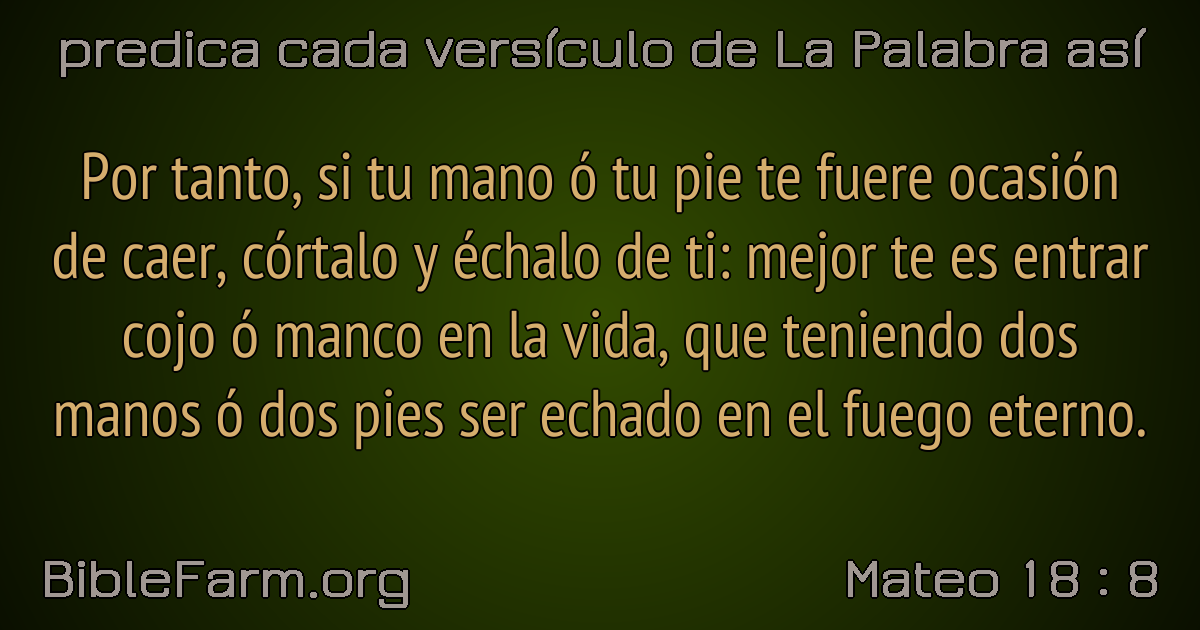 predica cada versículo de La Palabra así
Por tanto, si tu mano ó tu pie te fuere ocasión
de caer, córtalo y échalo de ti: mejor te es entrar
cojo ó manco en la vida, que teniendo dos
manos ó dos pies ser echado en el fuego eterno.
BibleFarm.org
Mateo 18 : 8